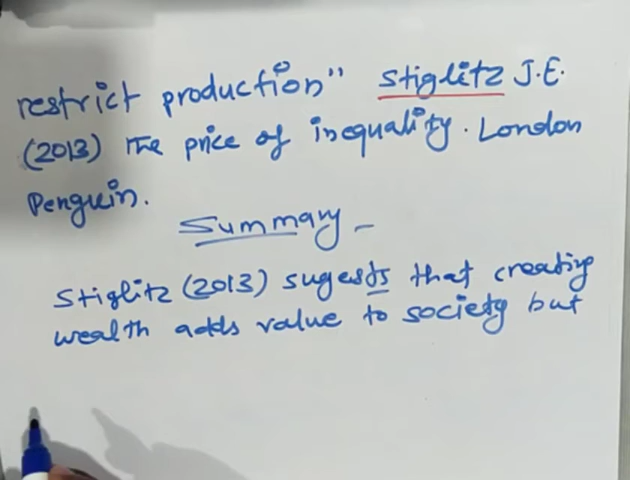 restrict production" Stiglitz J.E.
(2013) The price of inequality. London
Penguin.
Summary -
Stiglitz (2013) sugests that creating
wealth adds value to society but